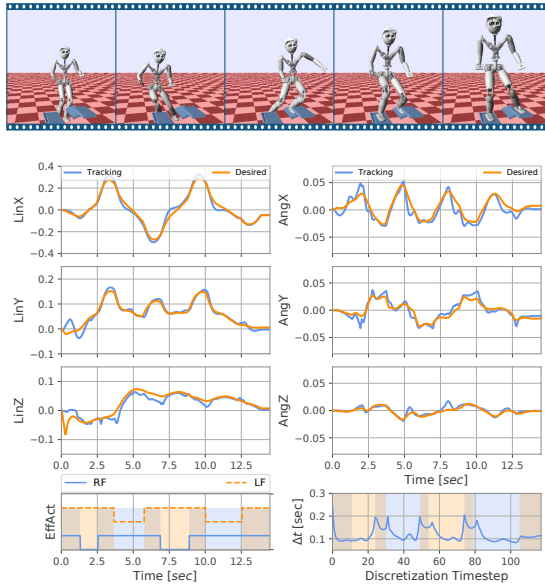 Tracking Desired
LinX
0.4
0.2
0.0
−0.2
−0.4
Tracking Desired
AngX
0.05
0.00
−0.05
LinY
0.2
0.1
0.0
−0.1
AngY
0.05
0.00
−0.05
LinZ
0.1
0.0
−0.1
0.0 2.5 5.0 7.5 10.0 12.5
AngZ
0.05
0.00
−0.05
0.0 2.5 5.0 7.5 10.0 12.5
Time [sec]
RF LF
EffAct
0.0 2.5 5.0 7.5 10.0 12.5
Time [sec]
Δt [sec]
0.3
0.2
0.1
0 20 40 60 80 100
Discretization Timestep